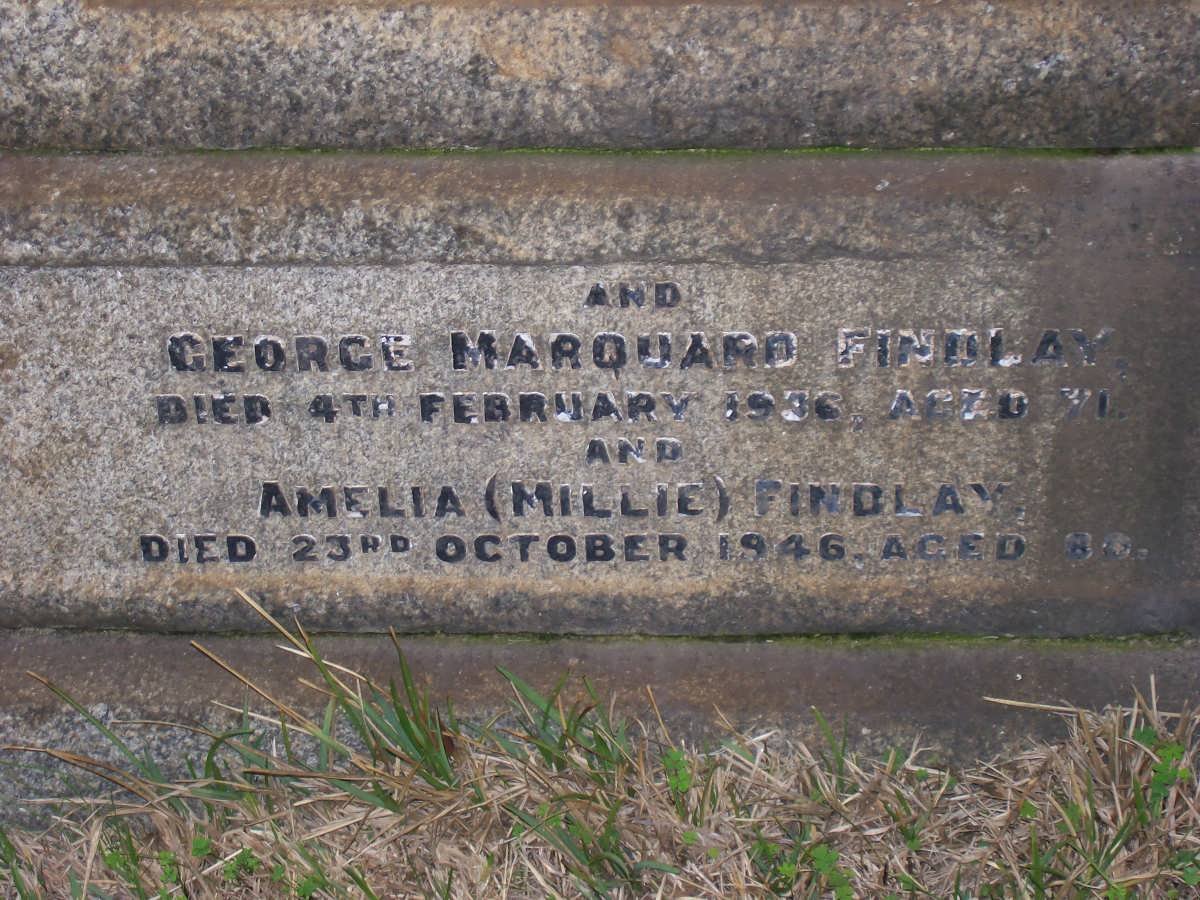 AND
GEORGE MARQUARD FINDLAY,
DIED 4TH FEBRUARY 1936, AGED 71.
AND
AMELIA (MILLIE) FINDLAY.
DIED 23RD OCTOBER 1946. AGED 80.